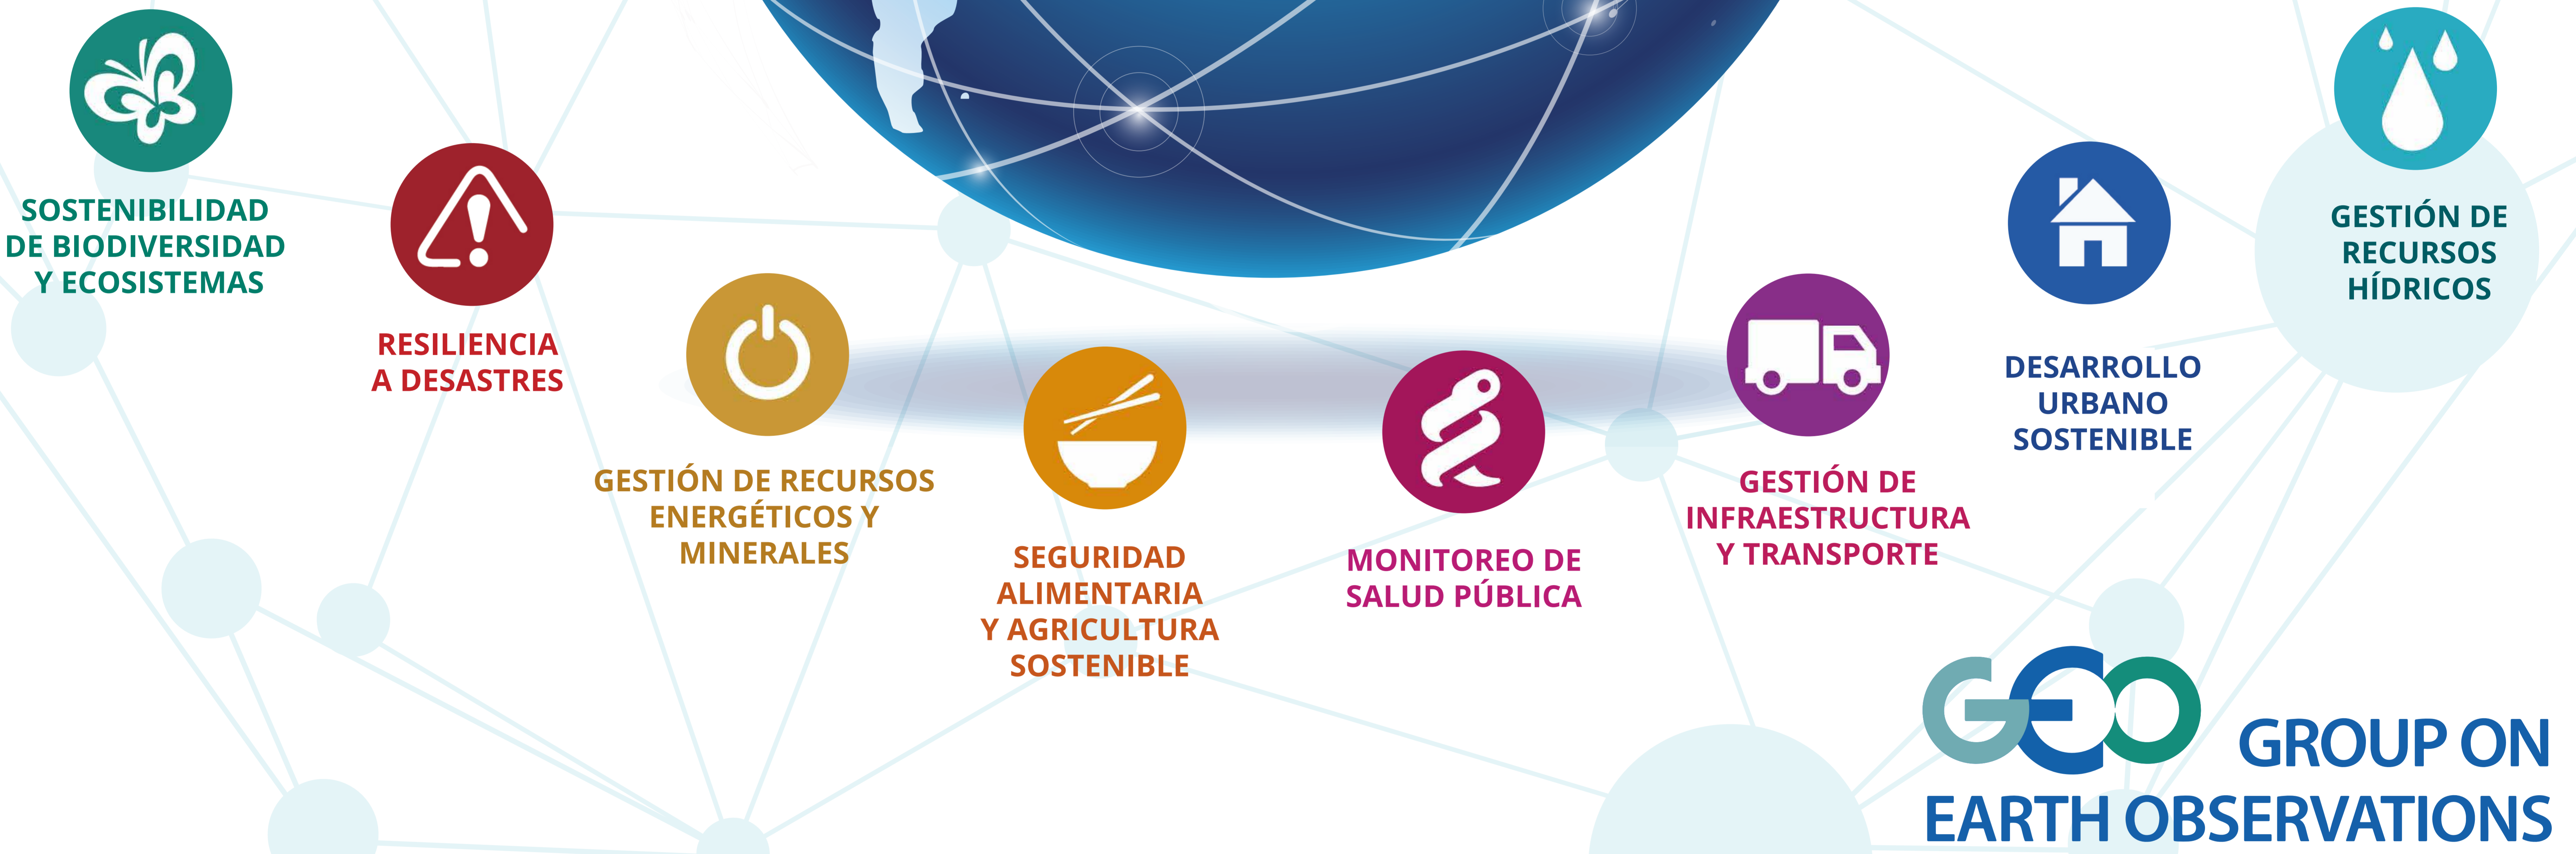 SOSTENIBILIDAD
DE BIODIVERSIDAD
Y ECOSISTEMAS
RESILIENCIA
A DESASTRES
GESTIÓN DE RECURSOS
ENERGÉTICOS Y
MINERALES
SEGURIDAD
ALIMENTARIA
Y AGRICULTURA
SOSTENIBLE
MONITOREO DE
SALUD PÚBLICA
GESTIÓN DE
INFRAESTRUCTURA
Y TRANSPORTE
DESARROLLO
URBANO
SOSTENIBLE
GESTIÓN DE
RECURSOS
HÍDRICOS
GEO
GROUP ON
EARTH OBSERVATIONS